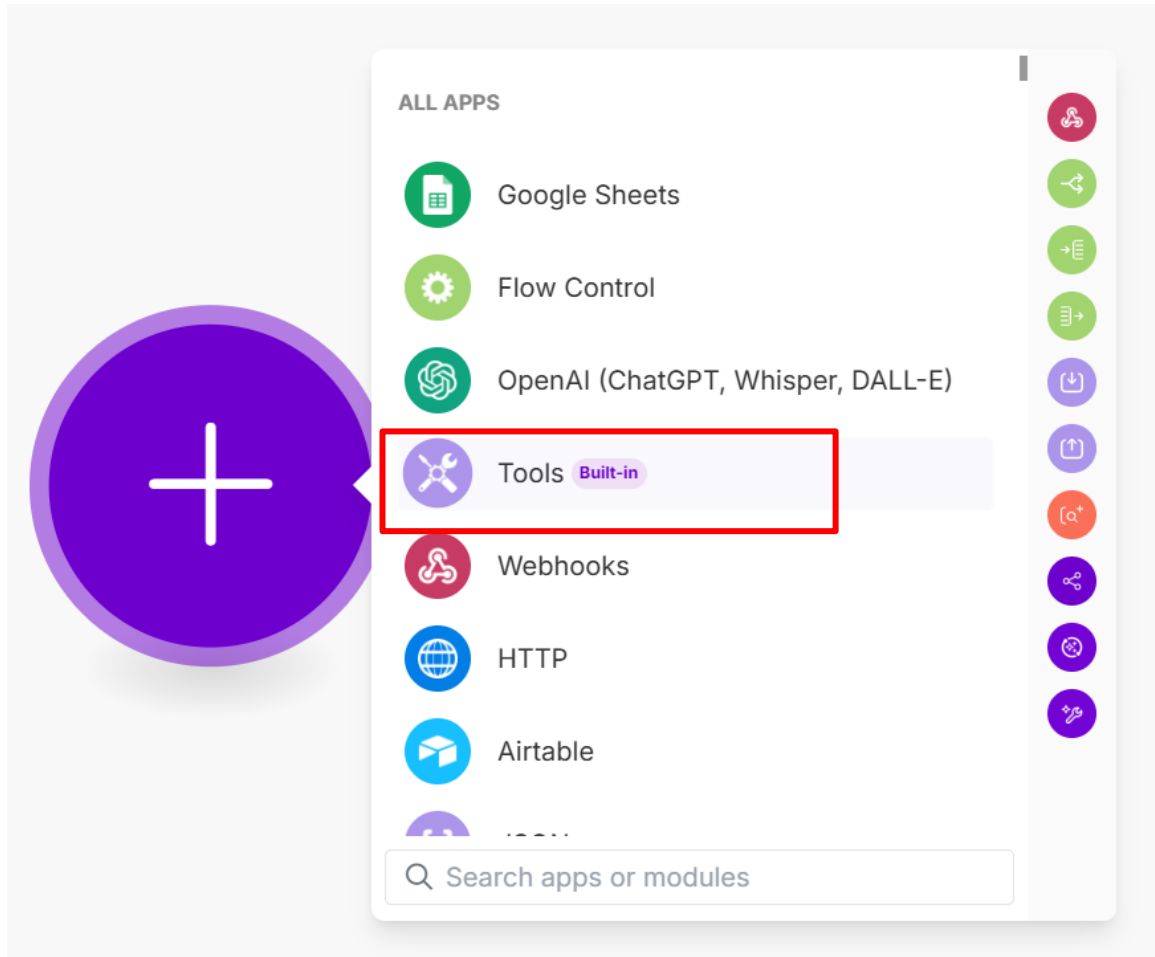 ALL APPS
Google Sheets
Flow Control
OpenAI (ChatGPT, Whisper, DALL-E)
Tools Built-in
Webhooks
HTTP
Airtable
Search apps or modules